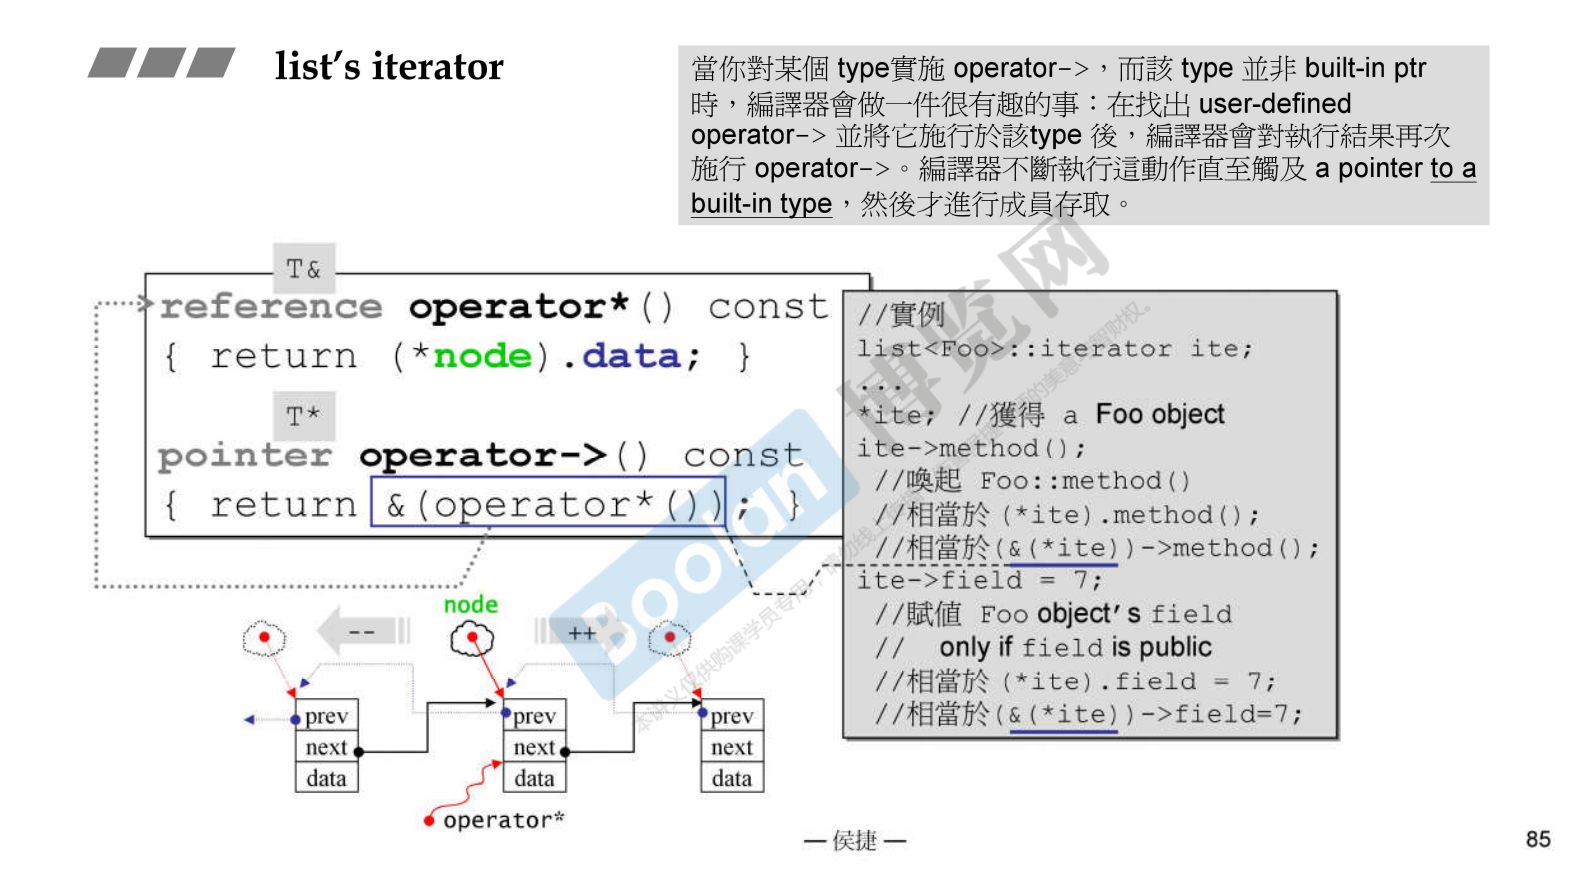 list's iterator
當你對某個 type實施 operator->，而該 type 並非 built-in ptr
時，編譯器會做一件很有趣的事：在找出 user-defined
operator-> 並將它施行於該type 後，編譯器會對執行結果再次
施行 operator->。編譯器不斷執行這動作直至觸及 a pointer to a
built-in type，然後才進行成員存取。
T&
reference operator*() const
{ return (*node).data; }
T*
pointer operator->() const
{ return &(operator*()); }
//實例
list<Foo>::iterator ite;
...
*ite; //獲得 a Foo object
ite->method();
//喚起 Foo::method()
//相當於 (*ite).method();
//相當於(&(*ite))->method();
ite->field = 7;
//賦值 Foo object's field
// only if field is public
//相當於 (*ite).field = 7;
//相當於(&(*ite))->field=7;
node
--
++
prev
next
data
prev
next
data
prev
next
data
operator*
Boolan
博览网
— 侯捷 —
85